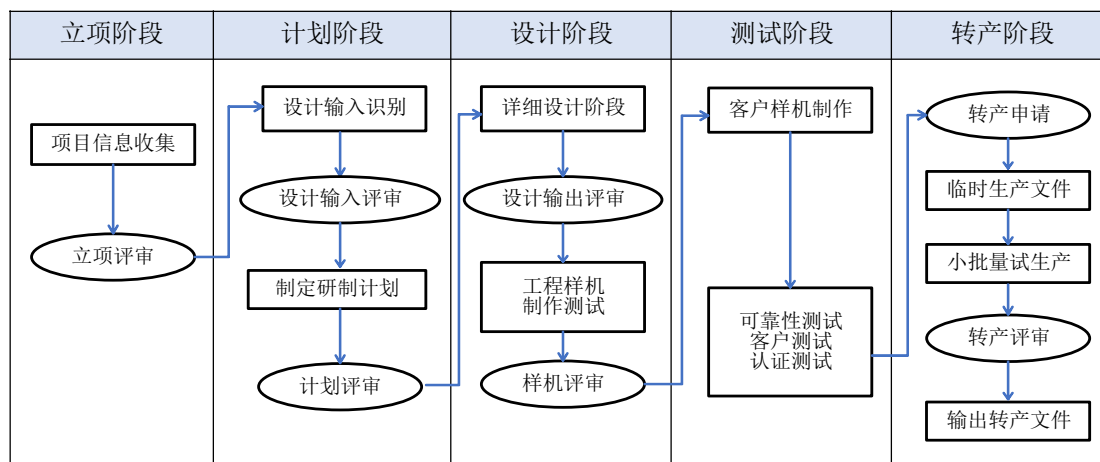 立项阶段
计划阶段
设计阶段
测试阶段
转产阶段
项目信息收集
立项评审
设计输入识别
设计输入评审
制定研制计划
计划评审
详细设计阶段
设计输出评审
工程样机
制作测试
样机评审
客户样机制作
可靠性测试
客户测试
认证测试
转产申请
临时生产文件
小批量试生产
转产评审
输出转产文件